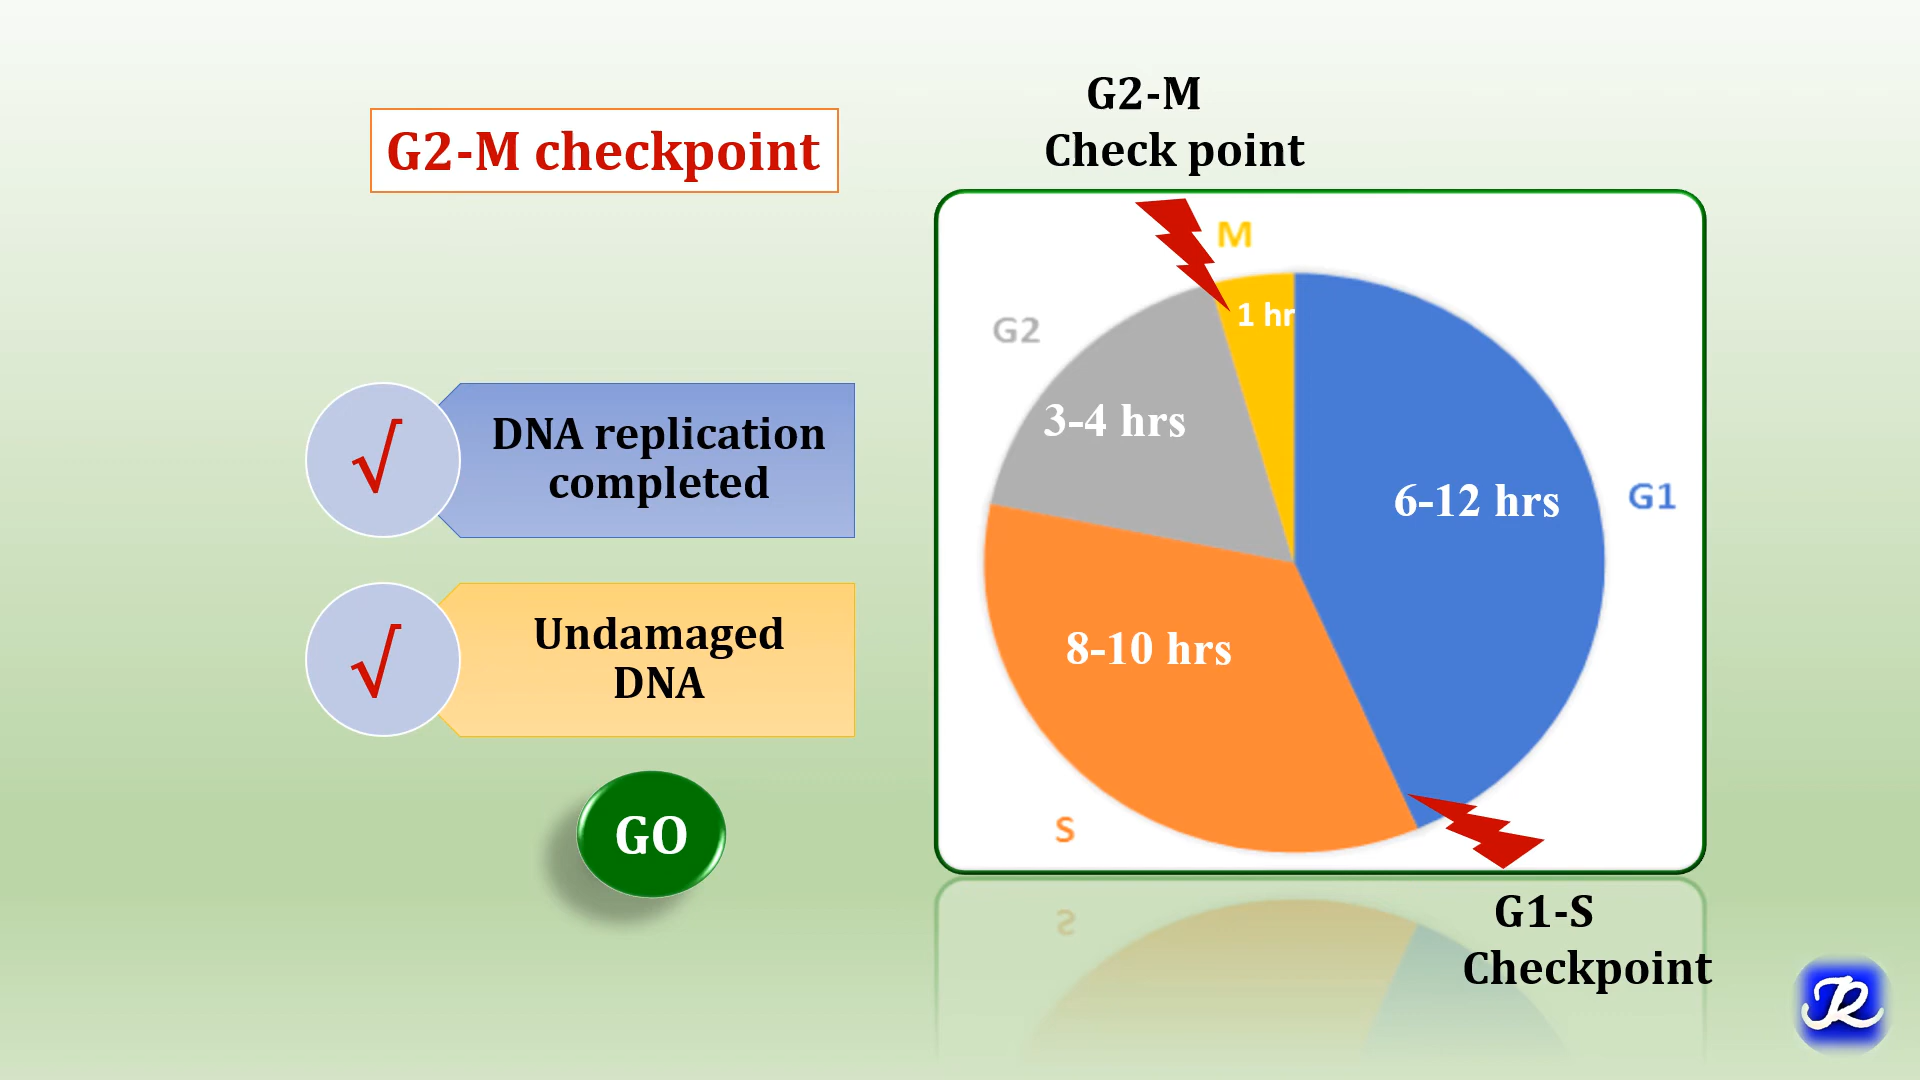 G2-M checkpoint
√
DNA replication
completed
√
Undamaged
DNA
GO
G2-M
Check point
M
1 hr
G2
3-4 hrs
6-12 hrs
G1
8-10 hrs
S
G1-S
Checkpoint